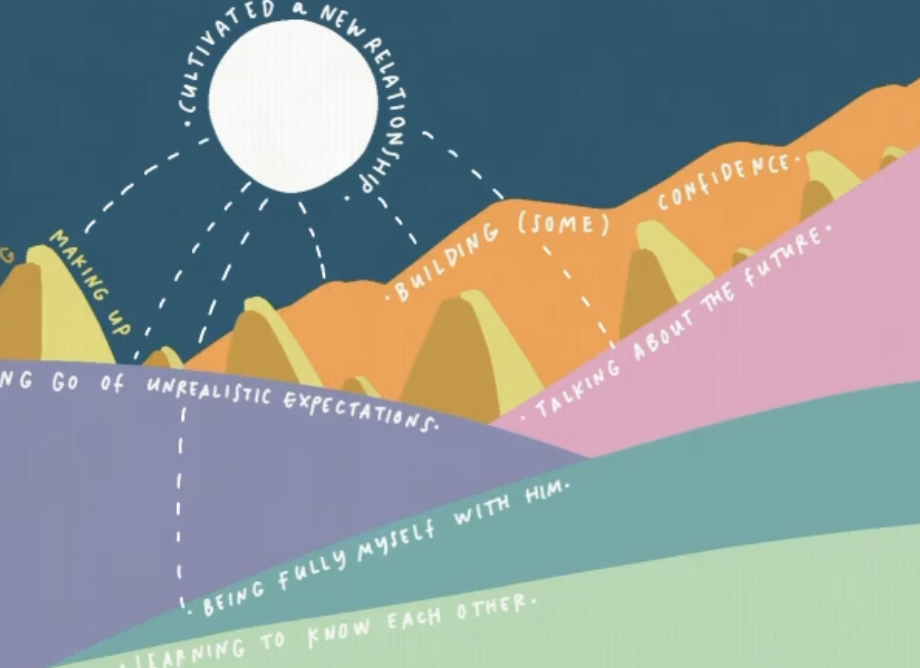 CULTIVATED a NEW RELATIONSHIP.
G
MAKING UP
BUILDING (SOME) CONFIDENCE.
TALKING ABOUT THE FUTURE.
NG GO Of UNREALISTIC EXPECTATIONS.
BEING FULLY MYSELF WITH HIM.
LEARNING TO KNOW EACH OTHER.